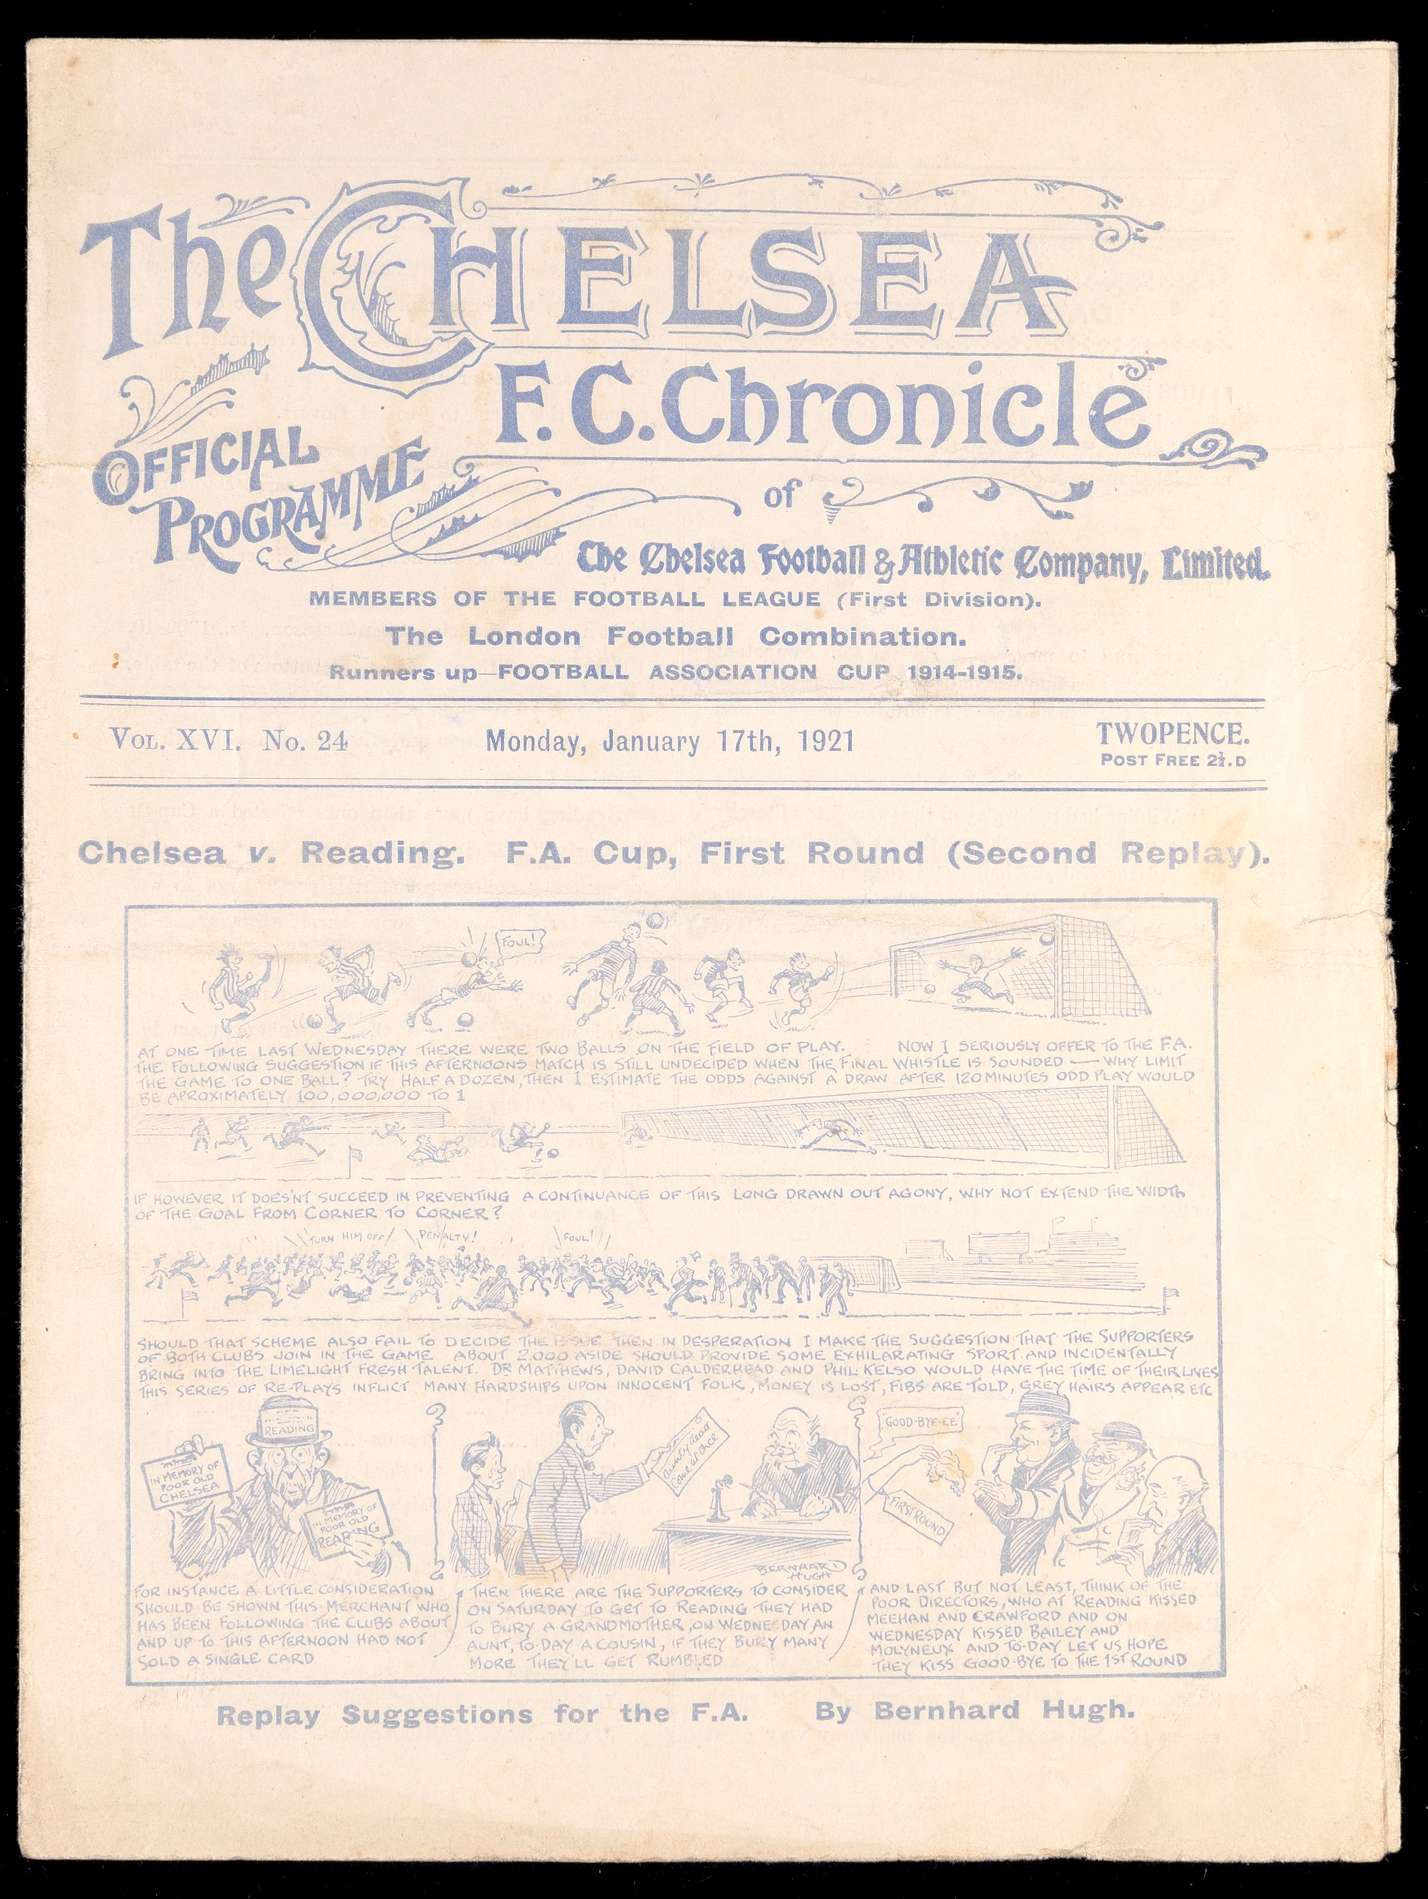 The CHELSEA
F.C. Chronicle
OFFICIAL
PROGRAMME
of
The Chelsea Football & Athletic Company, Limited.
MEMBERS OF THE FOOTBALL LEAGUE (First Division).
The London Football Combination.
Runners up—FOOTBALL ASSOCIATION CUP 1914-1915.
VOL. XVI. No. 24 Monday, January 17th, 1921 TWOPENCE.
POST FREE 2½.D
Chelsea v. Reading. F.A. Cup, First Round (Second Replay).
FOUL!
AT ONE TIME LAST WEDNESDAY THERE WERE TWO BALLS ON THE FIELD OF PLAY. NOW I SERIOUSLY OFFER TO THE F.A.
THE FOLLOWING SUGGESTION IF THIS AFTERNOONS MATCH IS STILL UNDECIDED WHEN THE FINAL WHISTLE IS SOUNDED — WHY LIMIT
THE GAME TO ONE BALL? TRY HALF A DOZEN, THEN I ESTIMATE THE ODDS AGAINST A DRAW AFTER 120 MINUTES ODD PLAY WOULD
BE APROXIMATELY 100,000,000 TO 1
IF HOWEVER IT DOES'NT SUCCEED IN PREVENTING A CONTINUANCE OF THIS LONG DRAWN OUT AGONY, WHY NOT EXTEND THE WIDTH
OF THE GOAL FROM CORNER TO CORNER?
TURN HIM OFF PENALTY! FOUL!
SHOULD THAT SCHEME ALSO FAIL TO DECIDE THE ISSUE THEN IN DESPERATION I MAKE THE SUGGESTION THAT THE SUPPORTERS
OF BOTH CLUBS JOIN IN THE GAME ABOUT 2.000 ASIDE SHOULD PROVIDE SOME EXHILARATING SPORT AND INCIDENTALLY
BRING INTO THE LIMELIGHT FRESH TALENT. DR MATTHEWS, DAVID CALDERHEAD AND PHIL KELSO WOULD HAVE THE TIME OF THEIR LIVES
THIS SERIES OF RE-PLAYS INFLICT MANY HARDSHIPS UPON INNOCENT FOLK, MONEY IS LOST, FIBS ARE TOLD, GREY HAIRS APPEAR ETC
READING
IN MEMORY OF
POOR OLD
CHELSEA
IN MEMORY OF
POOR OLD
READING
Aunty dead
Come at once
BERNHARD
HUGH
GOOD-BYE-EE
FIRST ROUND
FOR INSTANCE A LITTLE CONSIDERATION
SHOULD BE SHOWN THIS MERCHANT WHO
HAS BEEN FOLLOWING THE CLUBS ABOUT
AND UP TO THIS AFTERNOON HAD NOT
SOLD A SINGLE CARD
THEN THERE ARE THE SUPPORTERS TO CONSIDER
ON SATURDAY TO GET TO READING THEY HAD
TO BURY A GRANDMOTHER, ON WEDNESDAY AN
AUNT, TO-DAY A COUSIN, IF THEY BURY MANY
MORE THEY'LL GET RUMBLED
AND LAST BUT NOT LEAST, THINK OF THE
POOR DIRECTORS, WHO AT READING KISSED
MEEHAN AND CRAWFORD AND ON
WEDNESDAY KISSED BAILEY AND
MOLYNEUX AND TO-DAY LET US HOPE
THEY KISS GOOD-BYE TO THE 1ST ROUND
Replay Suggestions for the F.A. By Bernhard Hugh.